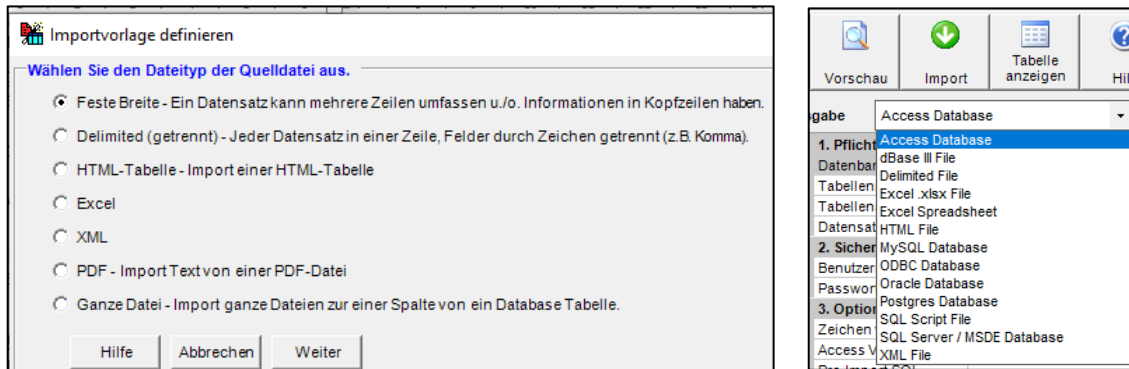 Importvorlage definieren
Wählen Sie den Dateityp der Quelldatei aus.
Feste Breite - Ein Datensatz kann mehrere Zeilen umfassen u./o. Informationen in Kopfzeilen haben.
Delimited (getrennt) - Jeder Datensatz in einer Zeile, Felder durch Zeichen getrennt (z.B. Komma).
HTML-Tabelle - Import einer HTML-Tabelle
Excel
XML
PDF - Import Text von einer PDF-Datei
Ganze Datei - Import ganze Dateien zur einer Spalte von ein Database Tabelle.
Hilfe Abbrechen Weiter
Vorschau Import Tabelle anzeigen Hil
gabe Access Database
1. Pflicht
Access Database
Datenban
dBase III File
Delimited File
Tabellen
Excel .xlsx File
Tabellen
Excel Spreadsheet
Datensat
HTML File
2. Sicher
MySQL Database
Benutzer
ODBC Database
Oracle Database
Passwor
Postgres Database
3. Option
SQL Script File
Zeichen
SQL Server / MSDE Database
Access V
XML File